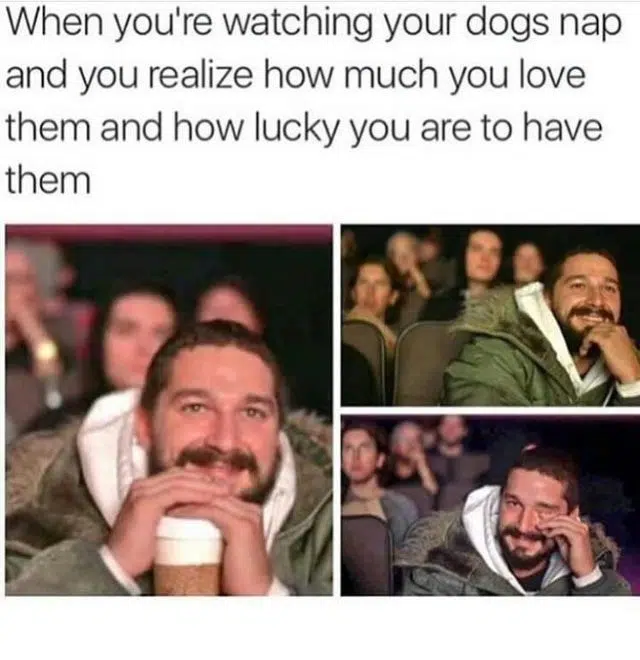 When you're watching your dogs nap
and you realize how much you love
them and how lucky you are to have
them